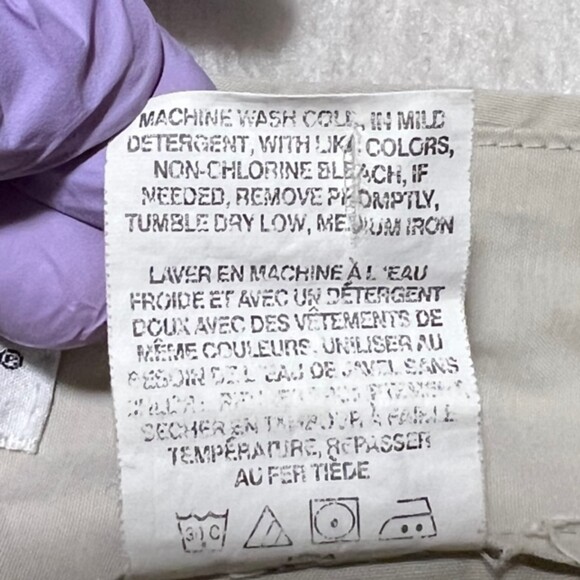 MACHINE WASH COLD, IN MILD
DETERGENT, WITH LIKE COLORS,
NON-CHLORINE BLEACH, IF
NEEDED, REMOVE PROMPTLY,
TUMBLE DRY LOW, MEDIUM IRON
LAVER EN MACHINE À L'EAU
FROIDE ET AVEC UN DÉTERGENT
DOUX AVEC DES VÊTEMENTS DE
MÊME COULEURS. UNILISER AU
BESOIN DE L'EAU DE JAVEL SANS
SECHER EN TAMBOUR À FAIBLE
TEMPÉRATURE, REPASSER
AU FER TIÈDE
30 C
®